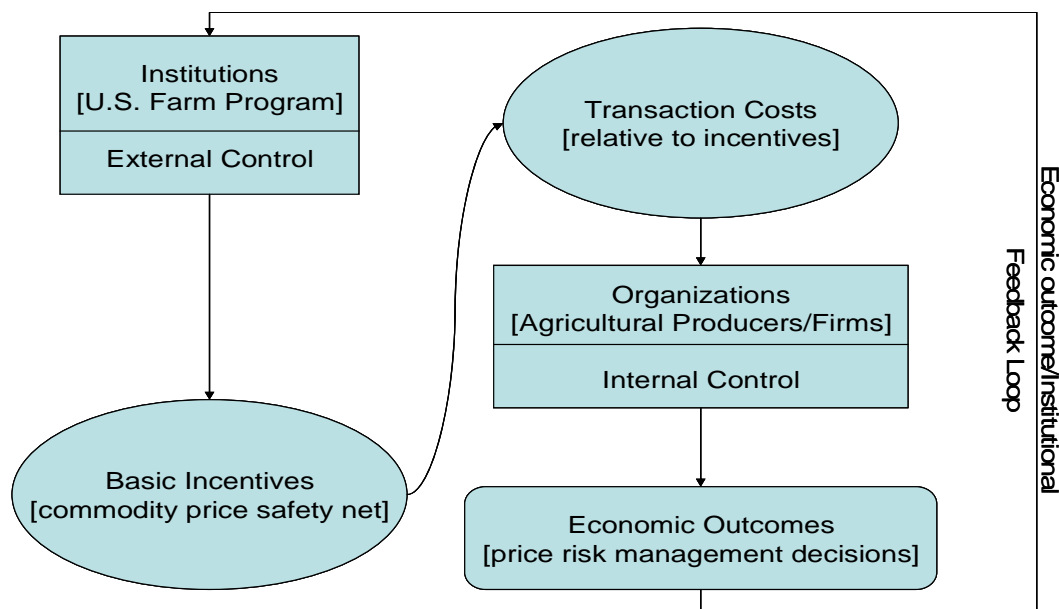 Institutions
[U.S. Farm Program]
External Control
Transaction Costs
[relative to incentives]
Organizations
[Agricultural Producers/Firms]
Internal Control
Basic Incentives
[commodity price safety net]
Economic Outcomes
[price risk management decisions]
Economic outcome/Institutional
Feedback Loop